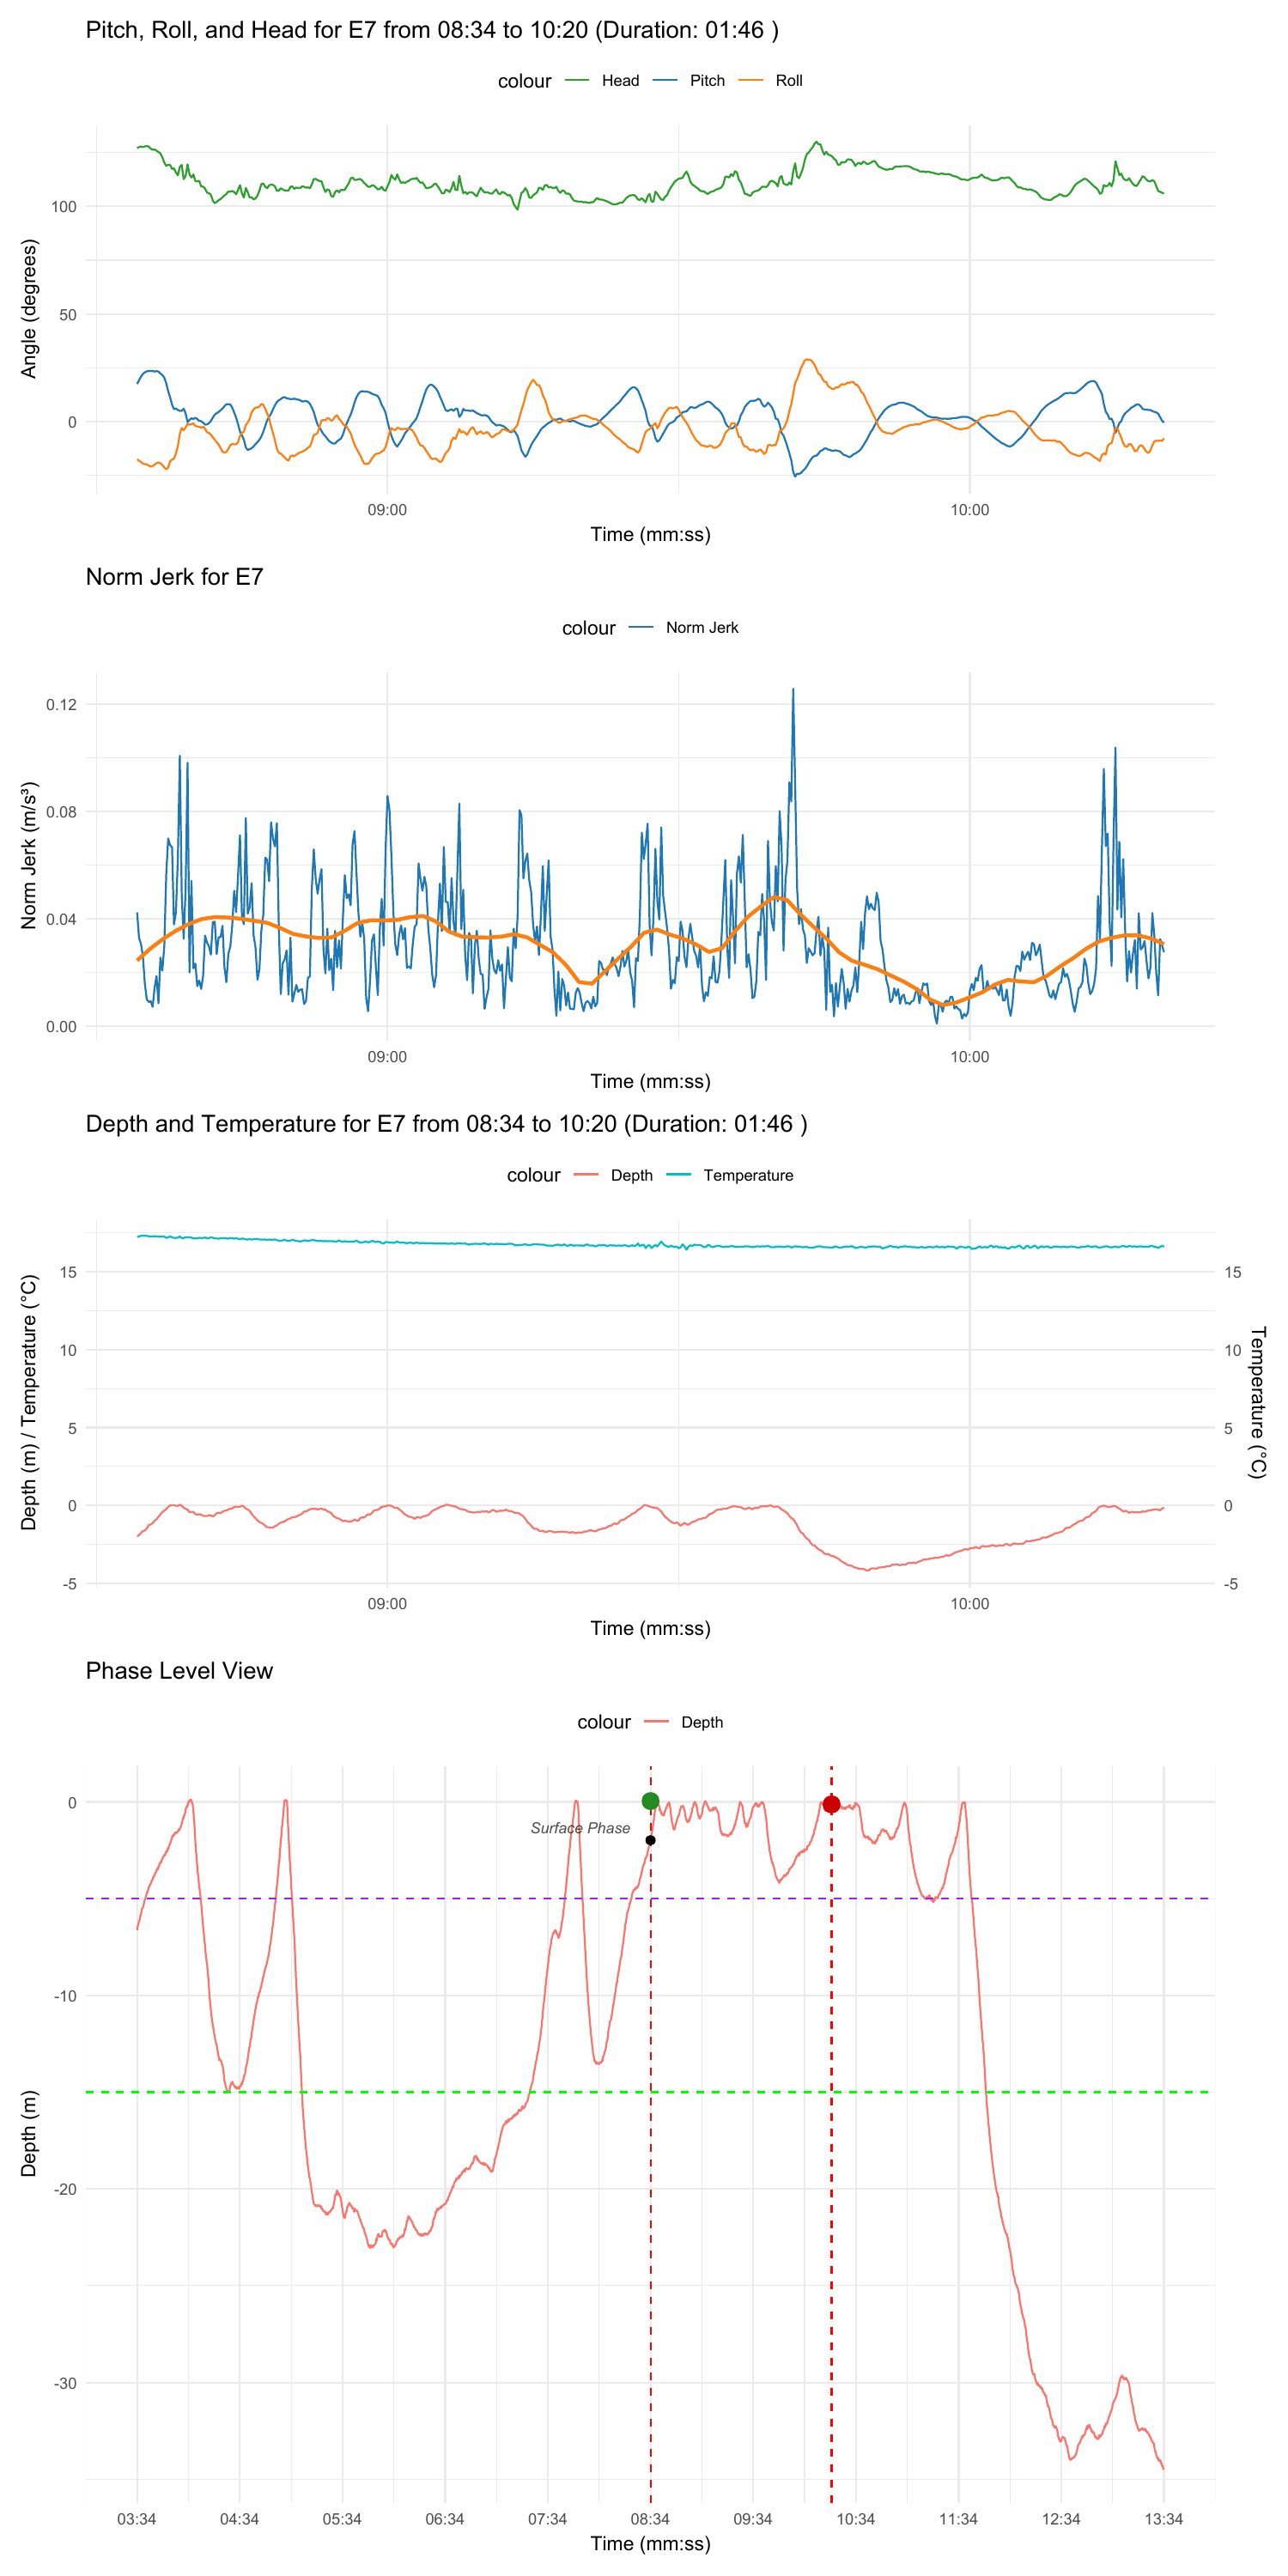 Pitch, Roll, and Head for E7 from 08:34 to 10:20 (Duration: 01:46 )
colour Head Pitch Roll
Angle (degrees)
100
50
0
09:00 10:00
Time (mm:ss)
Norm Jerk for E7
colour Norm Jerk
Norm Jerk (m/s³)
0.12
0.08
0.04
0.00
09:00 10:00
Time (mm:ss)
Depth and Temperature for E7 from 08:34 to 10:20 (Duration: 01:46 )
colour Depth Temperature
Depth (m) / Temperature (°C)
15 15
10 10
5 5
0 0
-5 -5
Temperature (°C)
09:00 10:00
Time (mm:ss)
Phase Level View
colour Depth
Depth (m)
0
Surface Phase
-10
-20
-30
03:34 04:34 05:34 06:34 07:34 08:34 09:34 10:34 11:34 12:34 13:34
Time (mm:ss)